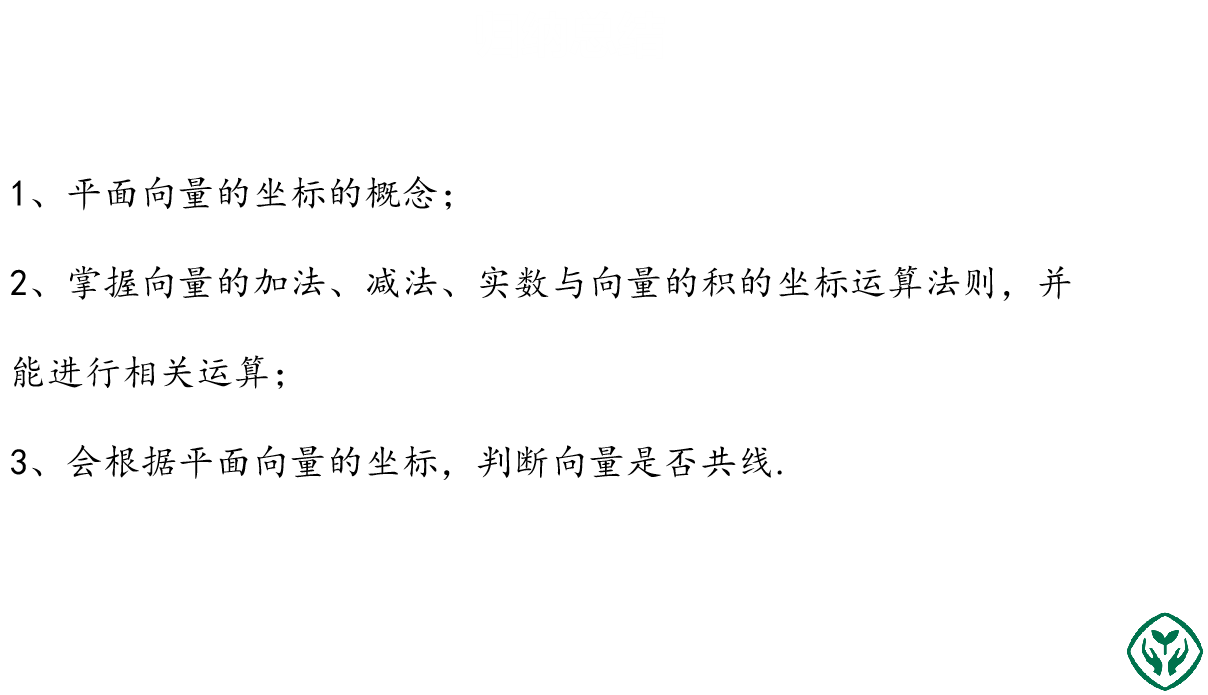 1、平面向量的坐标的概念；
2、掌握向量的加法、减法、实数与向量的积的坐标运算法则，并
能进行相关运算；
3、会根据平面向量的坐标，判断向量是否共线.